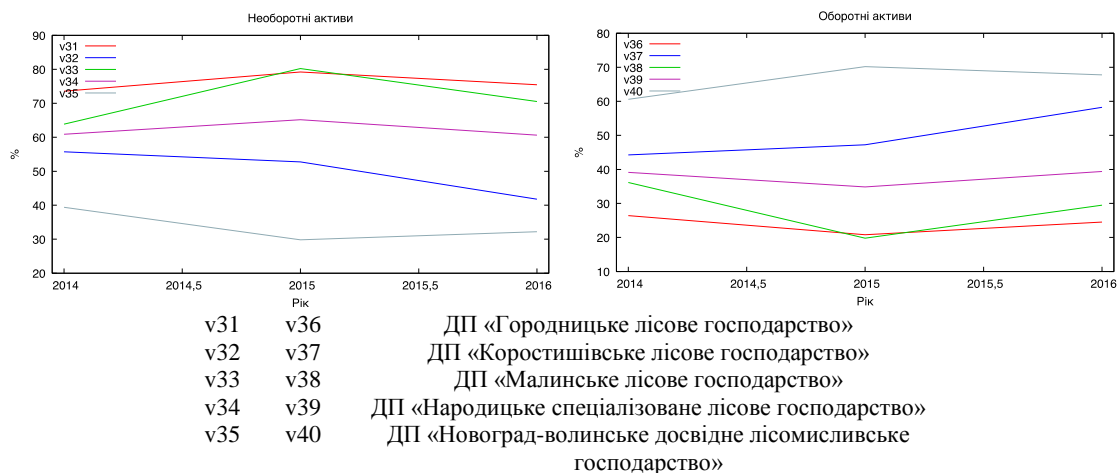 Необоротні активи
90
80
70
60
50
40
30
20
%
v31
v32
v33
v34
v35
2014
2014,5
2015
2015,5
2016
Рік
Оборотні активи
80
70
60
50
40
30
20
10
%
v36
v37
v38
v39
v40
2014
2014,5
2015
2015,5
2016
Рік
v31 v36 ДП «Городницьке лісове господарство»
v32 v37 ДП «Коростишівське лісове господарство»
v33 v38 ДП «Малинське лісове господарство»
v34 v39 ДП «Народицьке спеціалізоване лісове господарство»
v35 v40 ДП «Новоград-волинське досвідне лісомисливське
господарство»